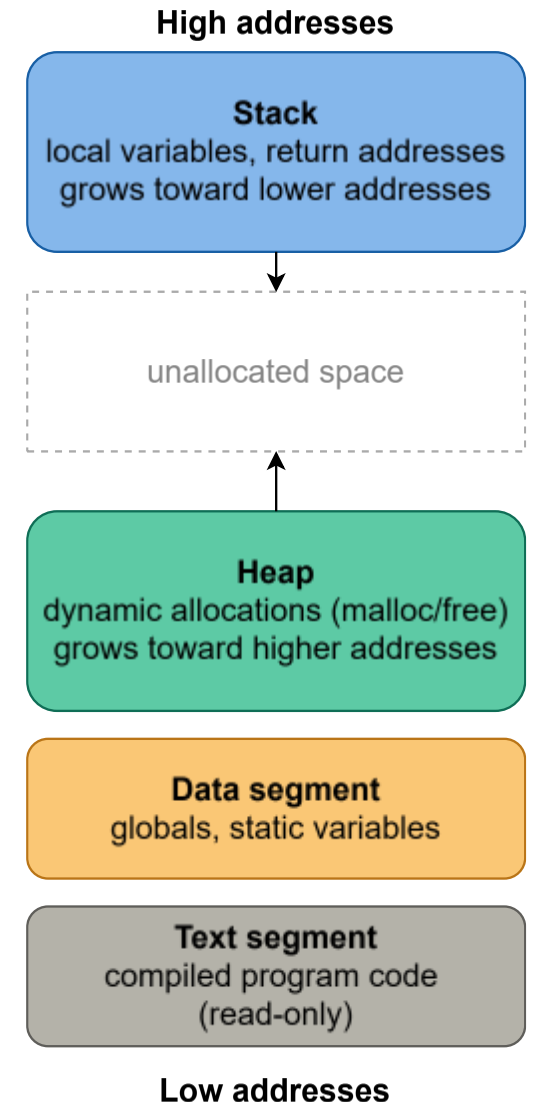 High addresses
Stack
local variables, return addresses
grows toward lower addresses
unallocated space
Heap
dynamic allocations (malloc/free)
grows toward higher addresses
Data segment
globals, static variables
Text segment
compiled program code
(read-only)
Low addresses